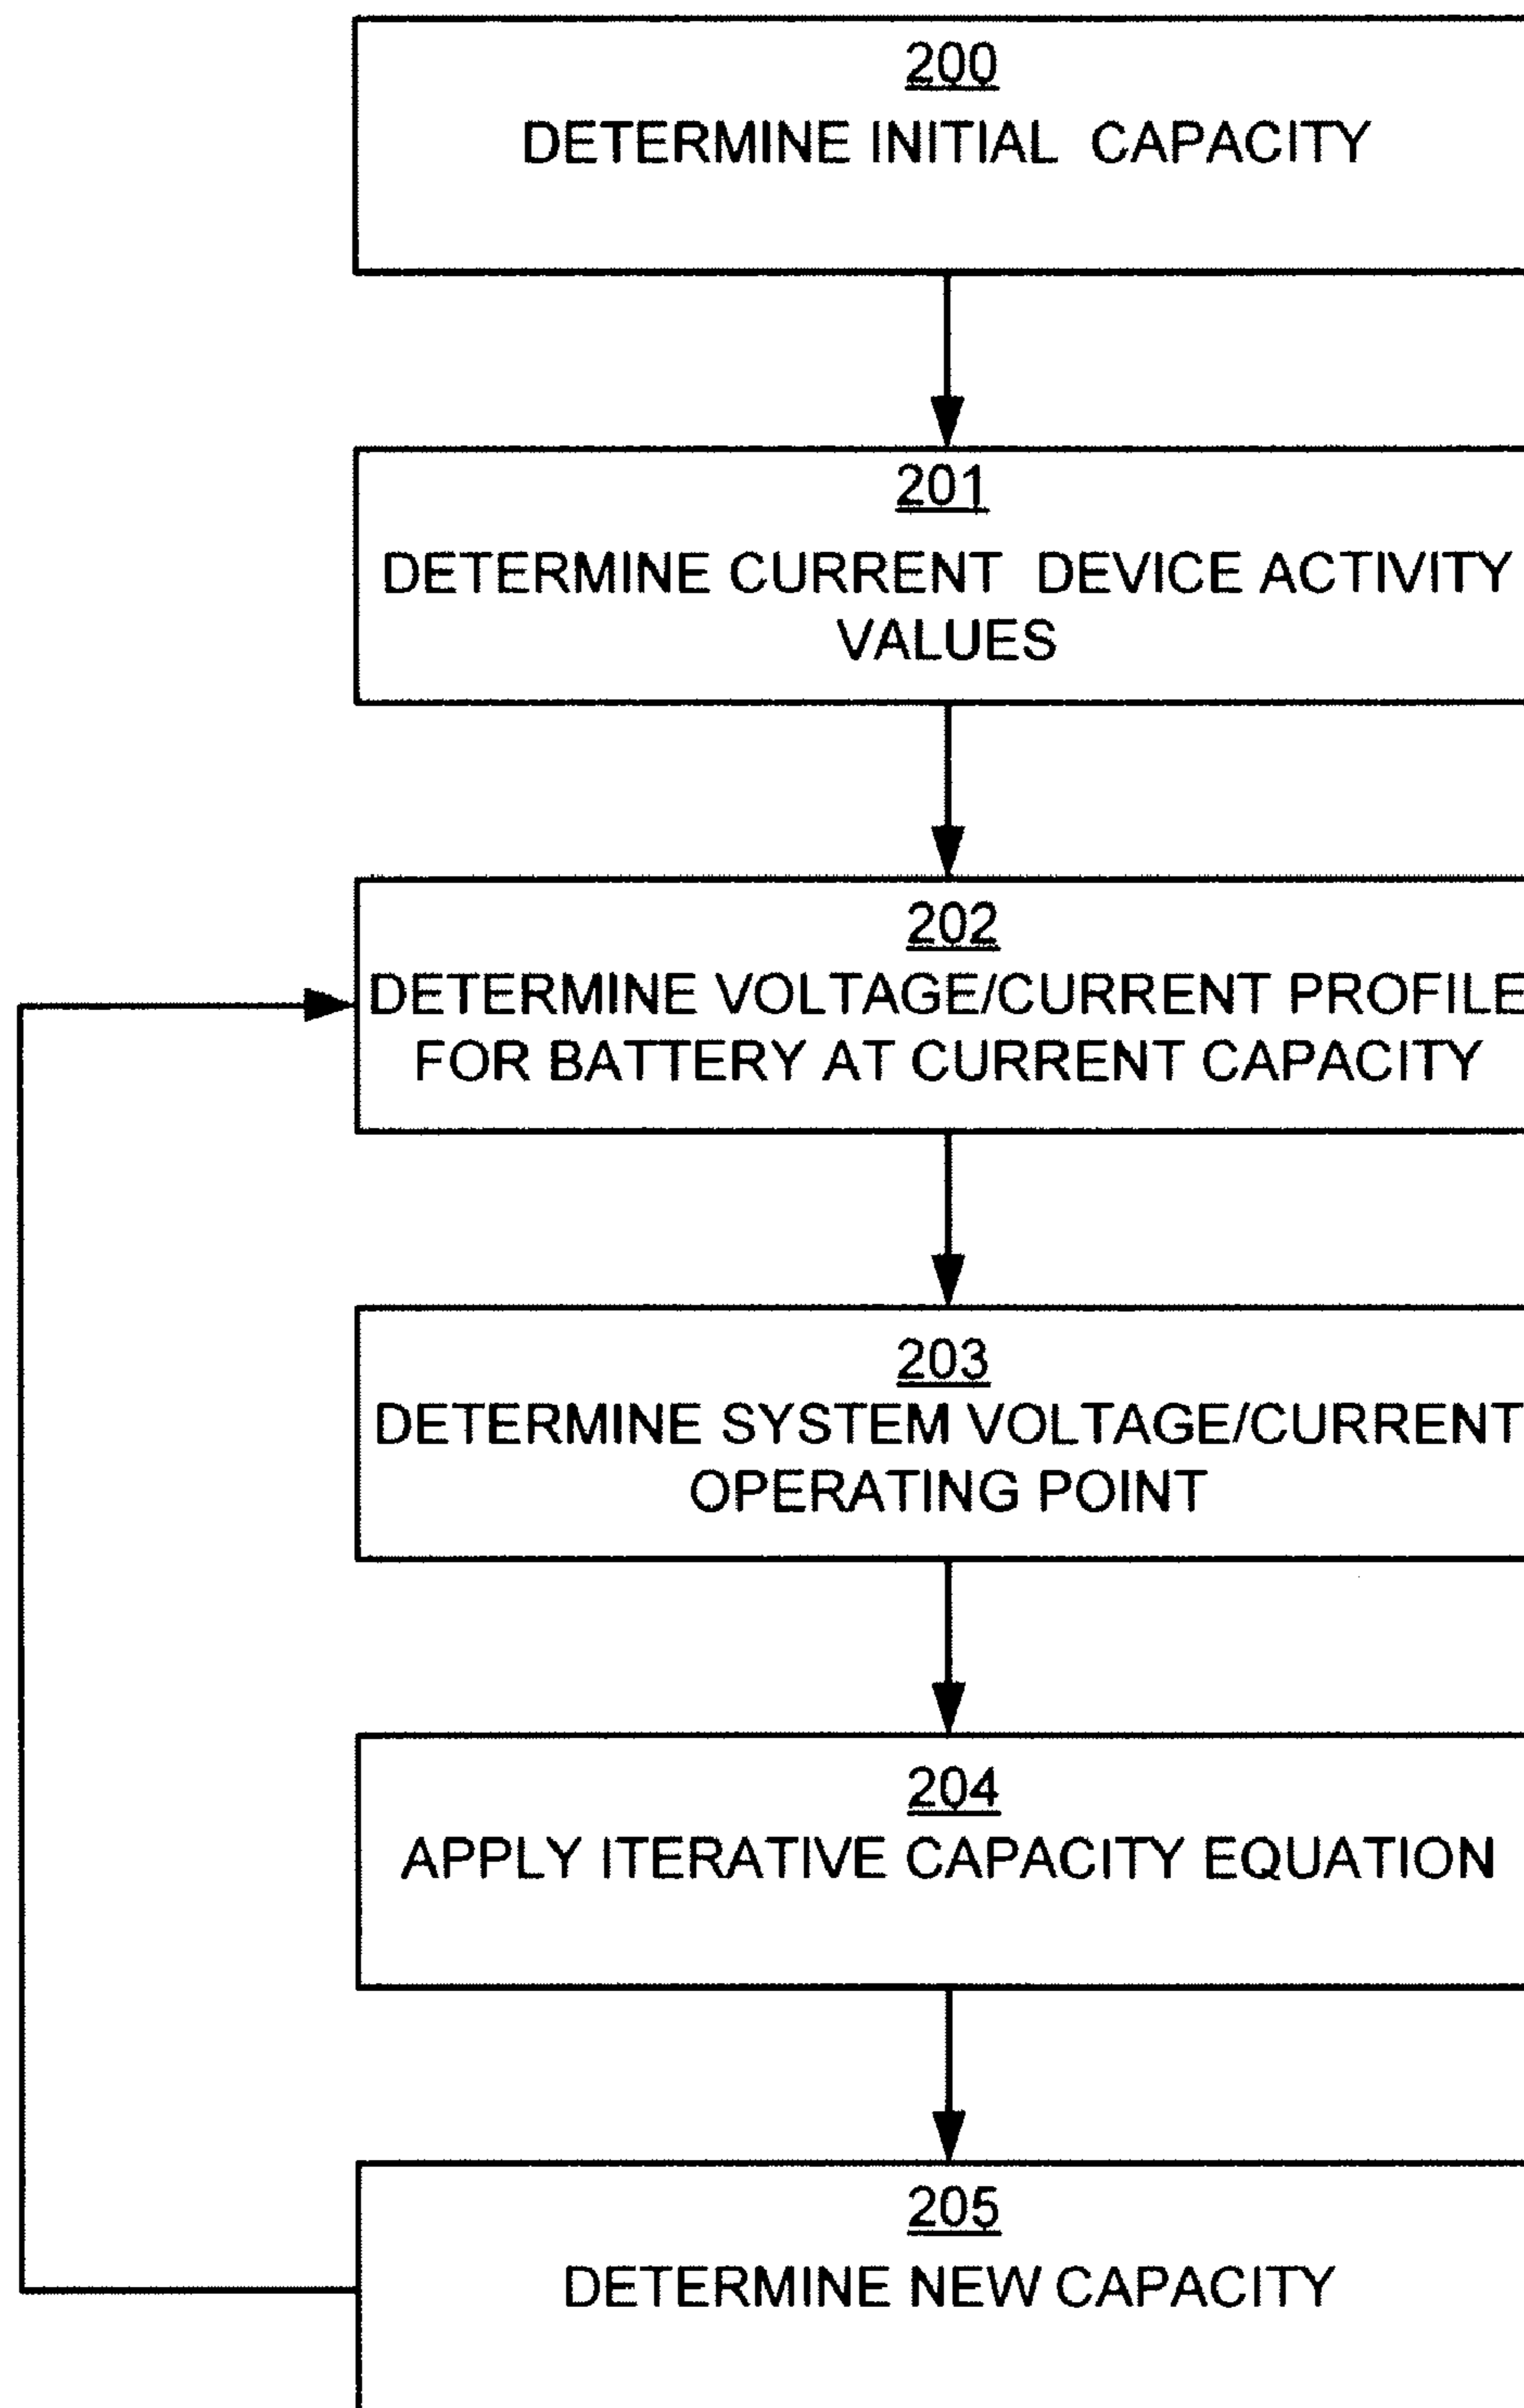 200
DETERMINE INITIAL CAPACITY
201
DETERMINE CURRENT DEVICE ACTIVITY
VALUES
202
DETERMINE VOLTAGE/CURRENT PROFILE
FOR BATTERY AT CURRENT CAPACITY
203
DETERMINE SYSTEM VOLTAGE/CURRENT
OPERATING POINT
204
APPLY ITERATIVE CAPACITY EQUATION
205
DETERMINE NEW CAPACITY